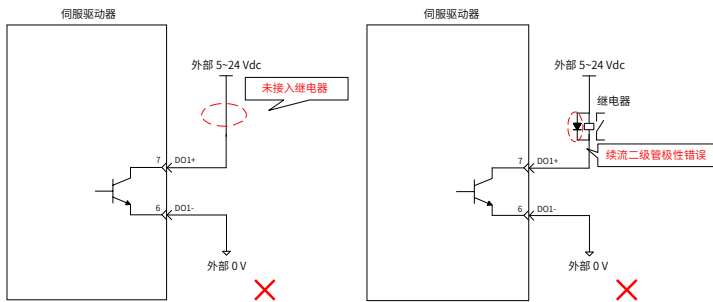 伺服驱动器
外部 5~24 Vdc
未接入继电器
7
DO1+
6
DO1-
外部 0 V
伺服驱动器
外部 5~24 Vdc
继电器
续流二级管极性错误
7
DO1+
6
DO1-
外部 0 V